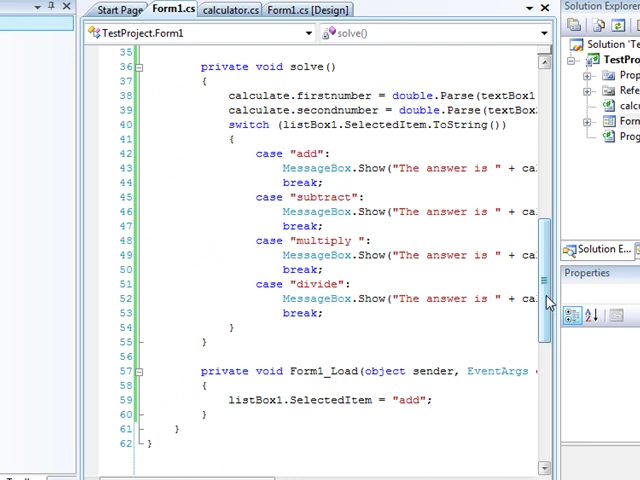 Start Page
Form1.cs
calculator.cs
Form1.cs [Design]
Solution Explorer
TestProject.Form1
solve()
Solution 'Te
TestProj
Prop
Refe
calcu
Form
Prog
35
36 private void solve()
37 {
38 calculate.firstnumber = double.Parse(textBox1
39 calculate.secondnumber = double.Parse(textBox
40 switch (listBox1.SelectedItem.ToString())
41 {
42 case "add":
43 MessageBox.Show("The answer is " + cal
44 break;
45 case "subtract":
46 MessageBox.Show("The answer is " + cal
47 break;
48 case "multiply ":
49 MessageBox.Show("The answer is " + cal
50 break;
51 case "divide":
52 MessageBox.Show("The answer is " + cal
53 break;
54 }
55 }
56
57 private void Form1_Load(object sender, EventArgs e
58 {
59 listBox1.SelectedItem = "add";
60 }
61 }
62 }
Solution E...
Properties